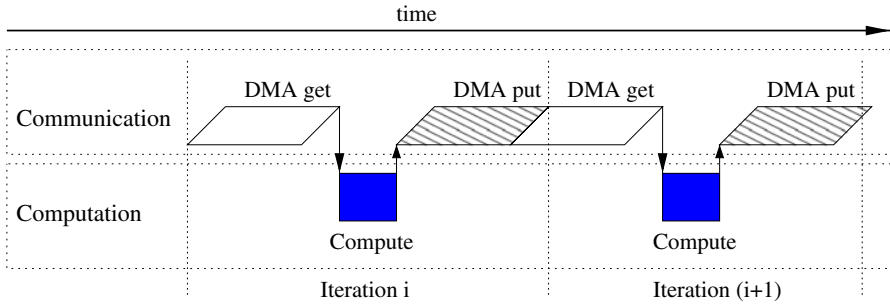 time
DMA get DMA put DMA get DMA put
Communication
Computation
Compute Compute
Iteration i Iteration (i+1)